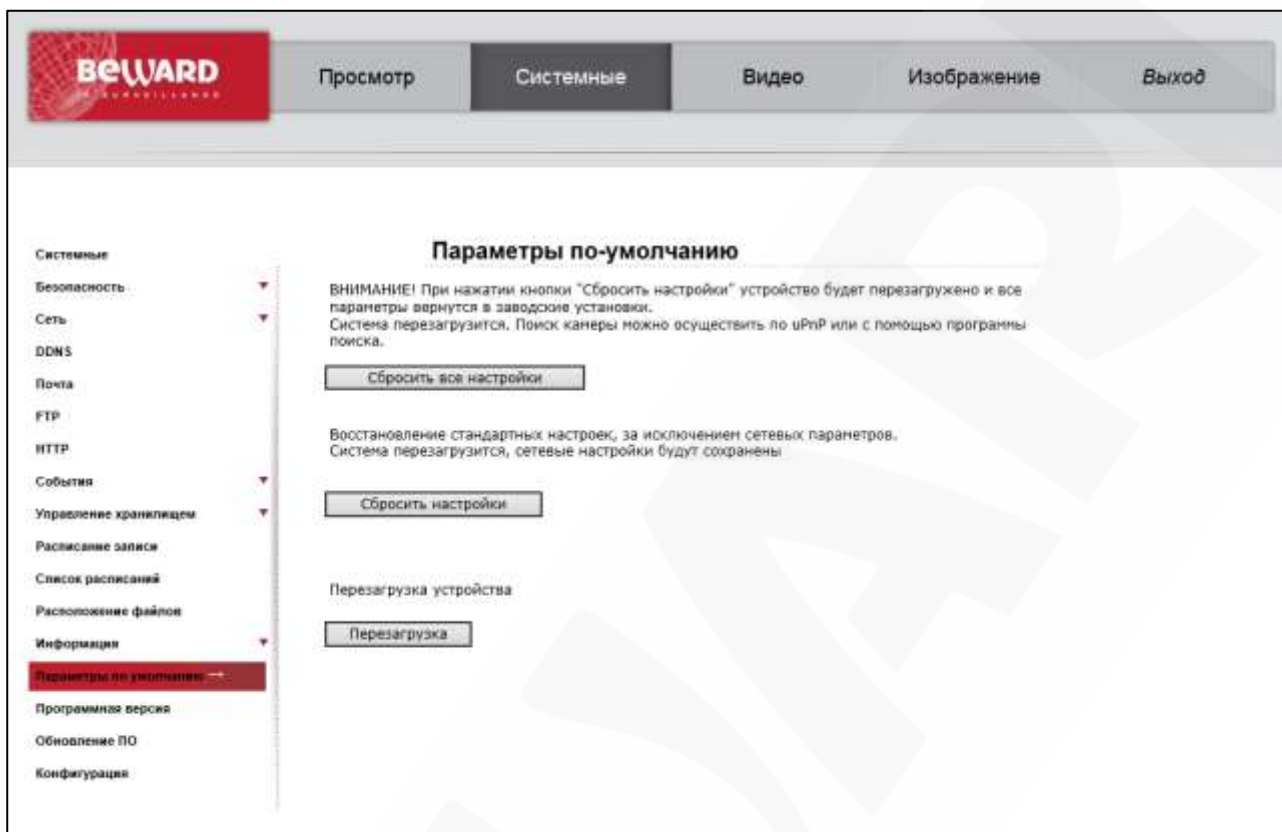 BEWARD
Просмотр
Системные
Видео
Изображение
Выход
Системные
Безопасность
Сеть
DDNS
Почта
FTP
HTTP
События
Управление хранилищем
Расписание записи
Список расписаний
Расположение файлов
Информация
Параметры по умолчанию →
Программная версия
Обновление ПО
Конфигурация
Параметры по-умолчанию
ВНИМАНИЕ! При нажатии кнопки "Сбросить настройки" устройство будет перезагружено и все
параметры вернутся в заводские установки.
Система перезагрузится. Поиск камеры можно осуществить по uPnP или с помощью программы
поиска.
Сбросить все настройки
Восстановление стандартных настроек, за исключением сетевых параметров.
Система перезагрузится, сетевые настройки будут сохранены
Сбросить настройки
Перезагрузка устройства
Перезагрузка